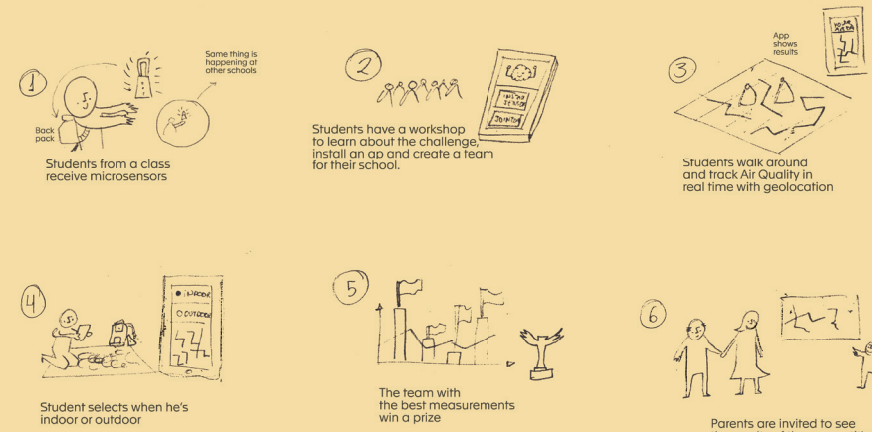 1
Same thing is
happening at
other schools
Back
pack
Students from a class
receive microsensors
2
JOIN TEAM
Students have a workshop
to learn about the challenge,
install an ap and create a team
for their school.
3
App
shows
results
Students walk around
and track Air Quality in
real time with geolocation
4
INDOOR
OUTDOOR
Student selects when he's
indoor or outdoor
5
The team with
the best measurements
win a prize
6
Parents are invited to see